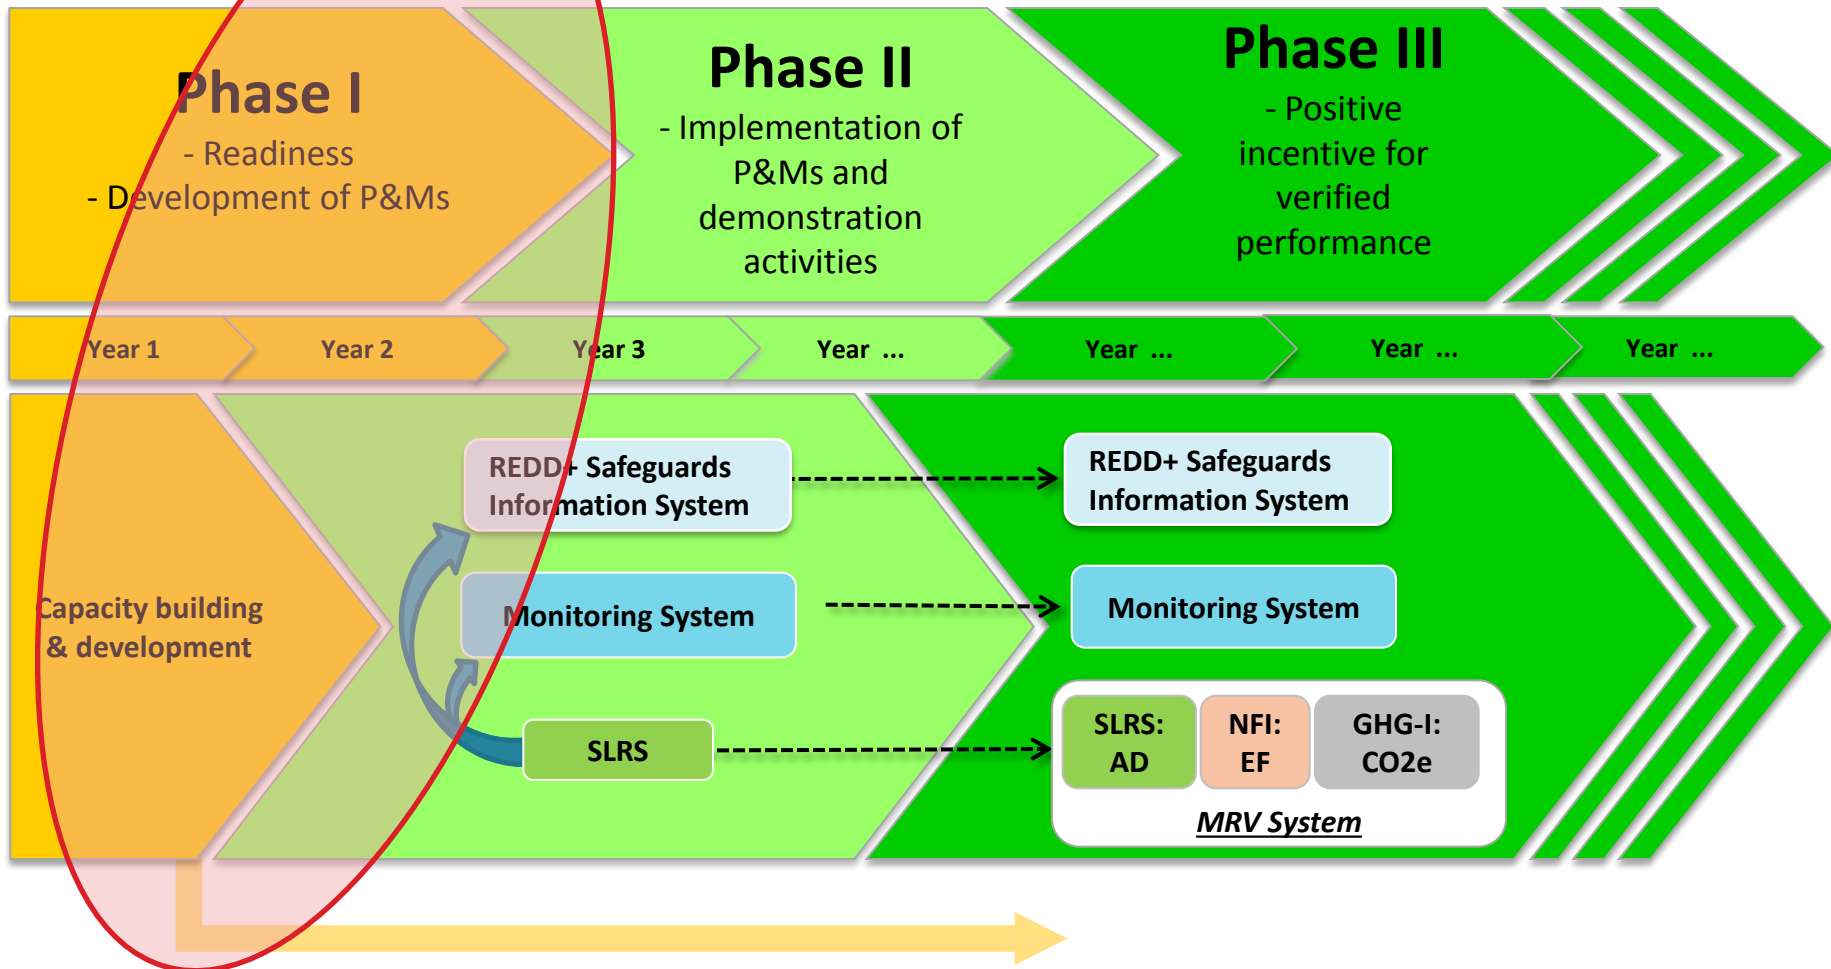 Phase I
- Readiness
- Development of P&Ms
Phase II
- Implementation of
P&Ms and
demonstration
activities
Phase III
- Positive
incentive for
verified
performance
Year 1
Year 2
Year 3
Year ...
Year ...
Year ...
Year ...
Capacity building
& development
REDD+ Safeguards
Information System
Monitoring System
SLRS
REDD+ Safeguards
Information System
Monitoring System
SLRS:
AD
NFI:
EF
GHG-I:
CO2e
MRV System